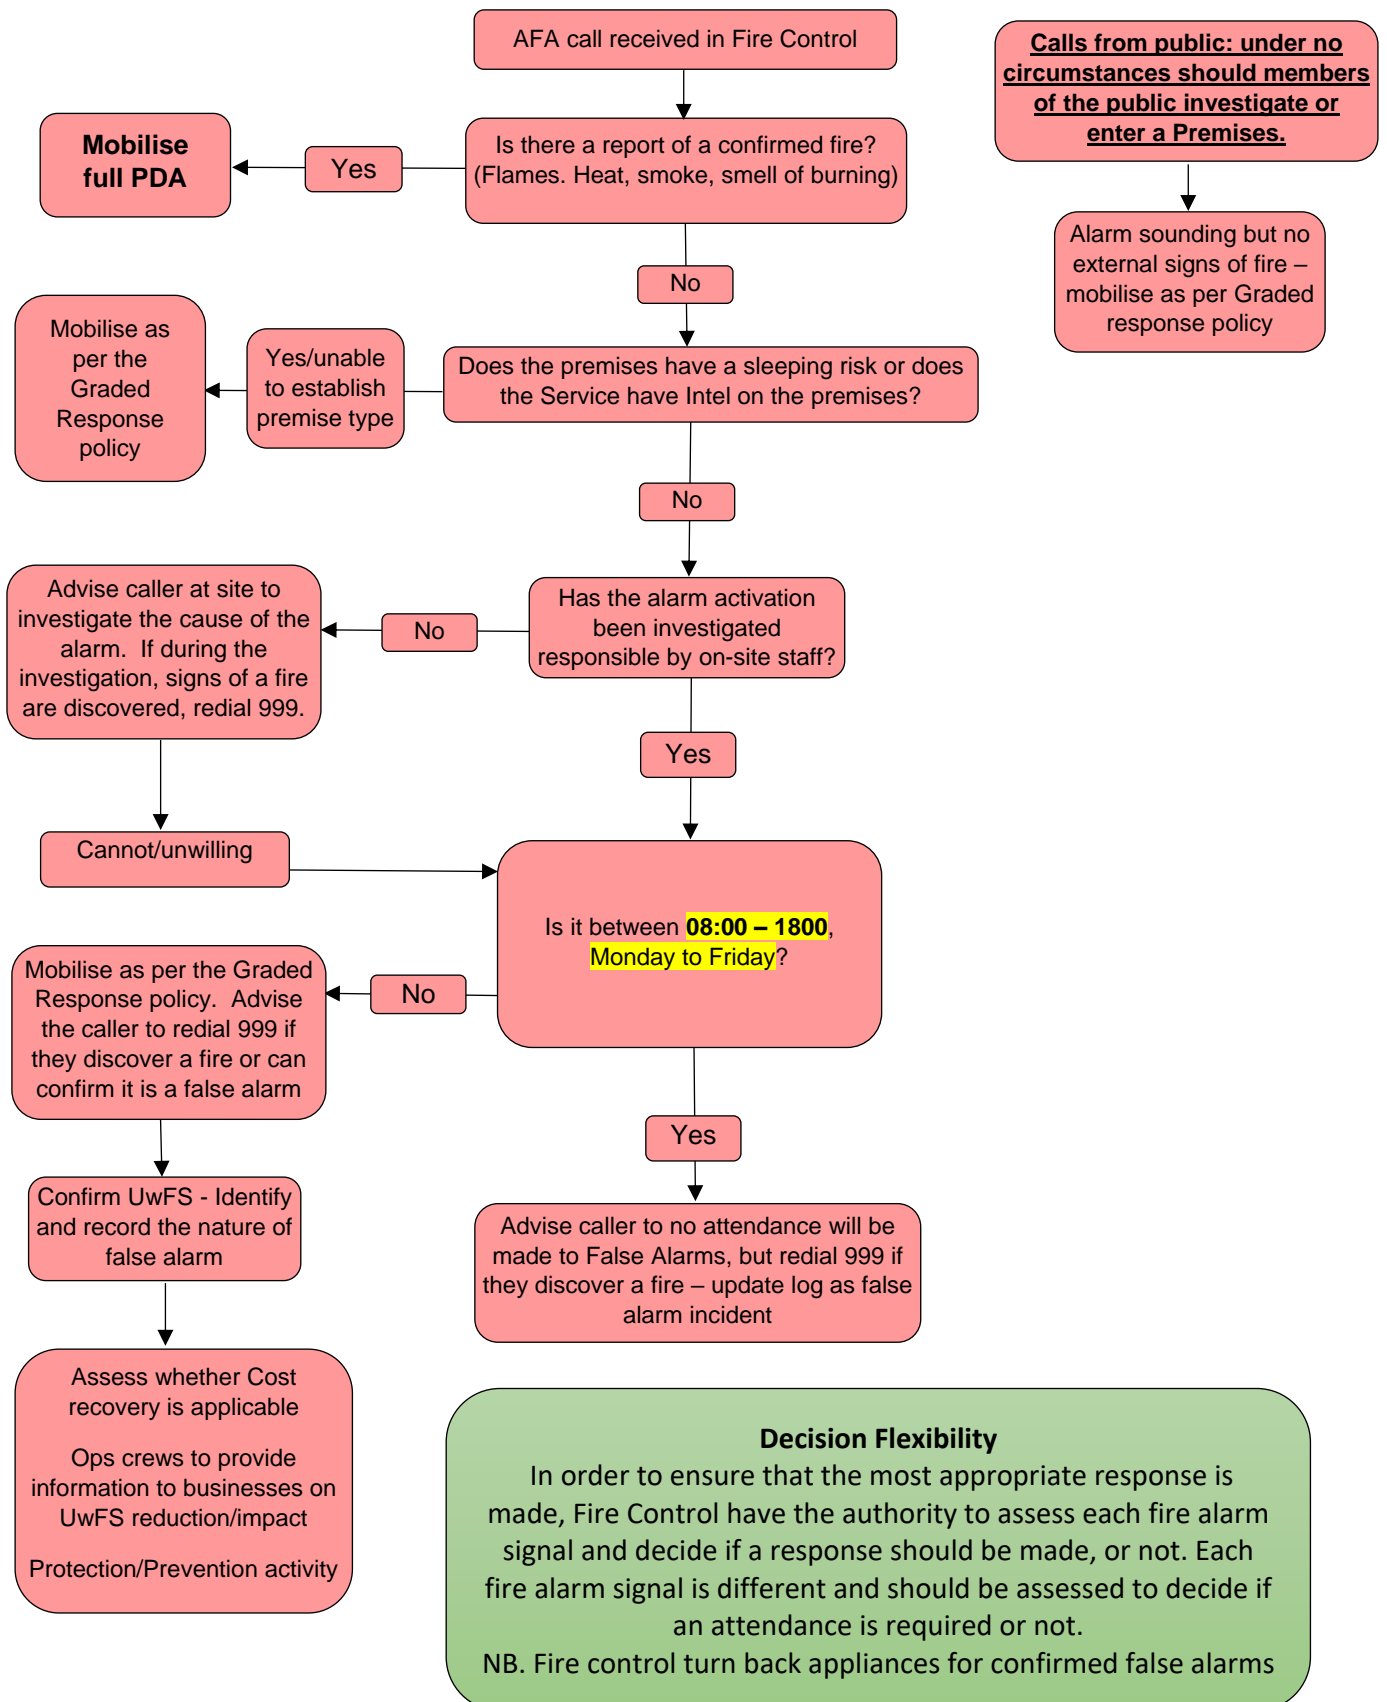 AFA call received in Fire Control
Calls from public: under no
circumstances should members
of the public investigate or
enter a Premises.
Mobilise
full PDA
Yes
Is there a report of a confirmed fire?
(Flames. Heat, smoke, smell of burning)
Alarm sounding but no
external signs of fire –
mobilise as per Graded
response policy
No
Mobilise as
per the
Graded
Response
policy
Yes/unable
to establish
premise type
Does the premises have a sleeping risk or does
the Service have Intel on the premises?
No
Advise caller at site to
investigate the cause of the
alarm.  If during the
investigation, signs of a fire
are discovered, redial 999.
No
Has the alarm activation
been investigated
responsible by on-site staff?
Yes
Cannot/unwilling
Is it between 08:00 – 1800,
Monday to Friday?
No
Mobilise as per the Graded
Response policy.  Advise
the caller to redial 999 if
they discover a fire or can
confirm it is a false alarm
Yes
Confirm UwFS - Identify
and record the nature of
false alarm
Advise caller to no attendance will be
made to False Alarms, but redial 999 if
they discover a fire – update log as false
alarm incident
Assess whether Cost
recovery is applicable
Ops crews to provide
information to businesses on
UwFS reduction/impact
Protection/Prevention activity
Decision Flexibility
In order to ensure that the most appropriate response is
made, Fire Control have the authority to assess each fire alarm
signal and decide if a response should be made, or not. Each
fire alarm signal is different and should be assessed to decide if
an attendance is required or not.
NB. Fire control turn back appliances for confirmed false alarms